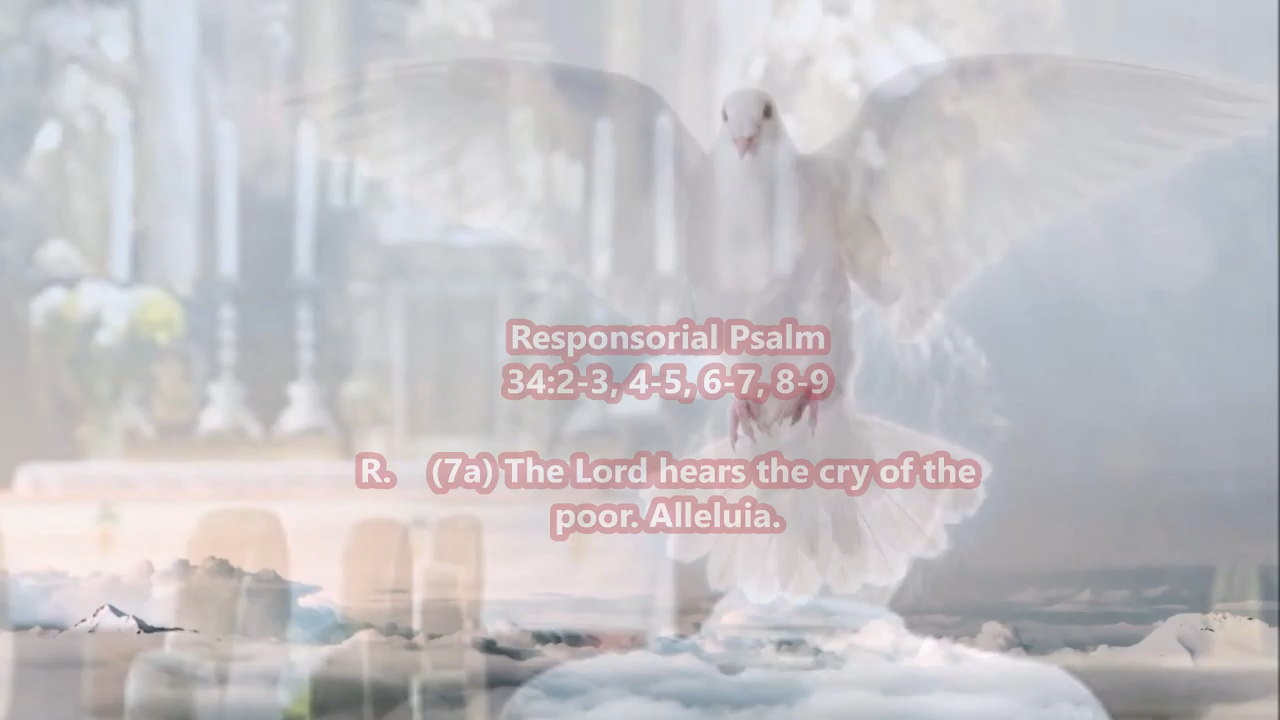 Responsorial Psalm
34:2-3, 4-5, 6-7, 8-9
R. (7a) The Lord hears the cry of the
poor. Alleluia.